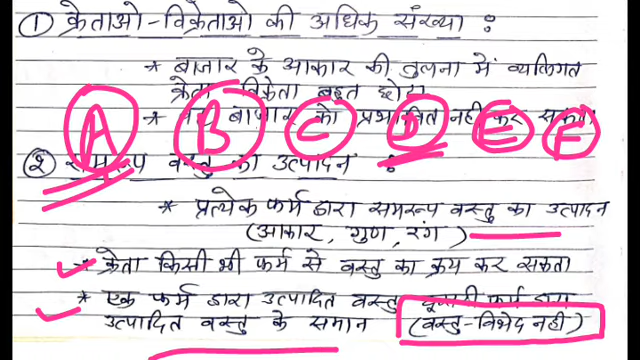 ① क्रेताओ-विक्रेताओ की अधिक संख्या :
* बाजार के आकार की तुलना में व्यक्तिगत
क्रेता विक्रेता बहुत छोटा
* बाजार को प्रभावित नही कर सकता
A B C D E F
② समरूप वस्तु का उत्पादन :
* प्रत्येक फर्म द्वारा समरूप वस्तु का उत्पादन
(आकार, गुण, रंग)
* क्रेता किसी भी फर्म से वस्तु का क्रय कर सकता
* एक फर्म द्वारा उत्पादित वस्तु दूसरी फर्म द्वारा
उत्पादित वस्तु के समान (वस्तु-विभेद नही)